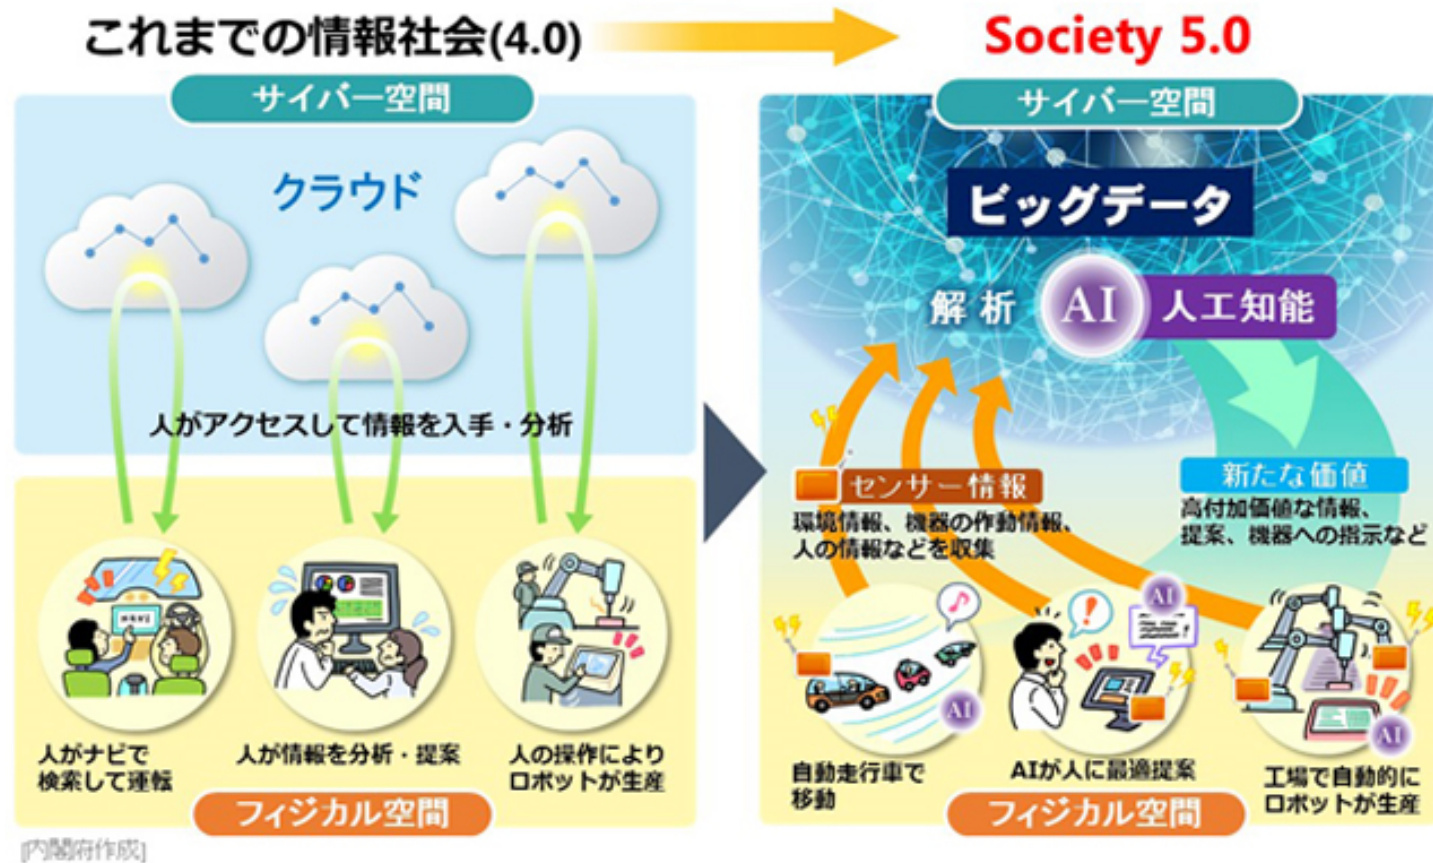 これまでの情報社会(4.0)
Society 5.0
サイバー空間
クラウド
人がアクセスして情報を入手・分析
人がナビで
検索して運転
人が情報を分析・提案
人の操作により
ロボットが生産
フィジカル空間
サイバー空間
ビッグデータ
解析
AI
人工知能
センサー情報
環境情報、機器の作動情報、
人の情報などを収集
新たな価値
高付加価値な情報、
提案、機器への指示など
AI
AI
AI
自動走行車で
移動
AIが人に最適提案
工場で自動的に
ロボットが生産
フィジカル空間
[内閣府作成]